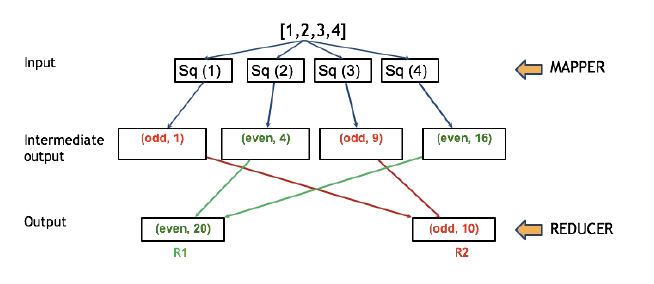 [1,2,3,4]
Input
Sq (1)
Sq (2)
Sq (3)
Sq (4)
MAPPER
Intermediate
output
(odd, 1)
(even, 4)
(odd, 9)
(even, 16)
Output
(even, 20)
(odd, 10)
REDUCER
R1
R2